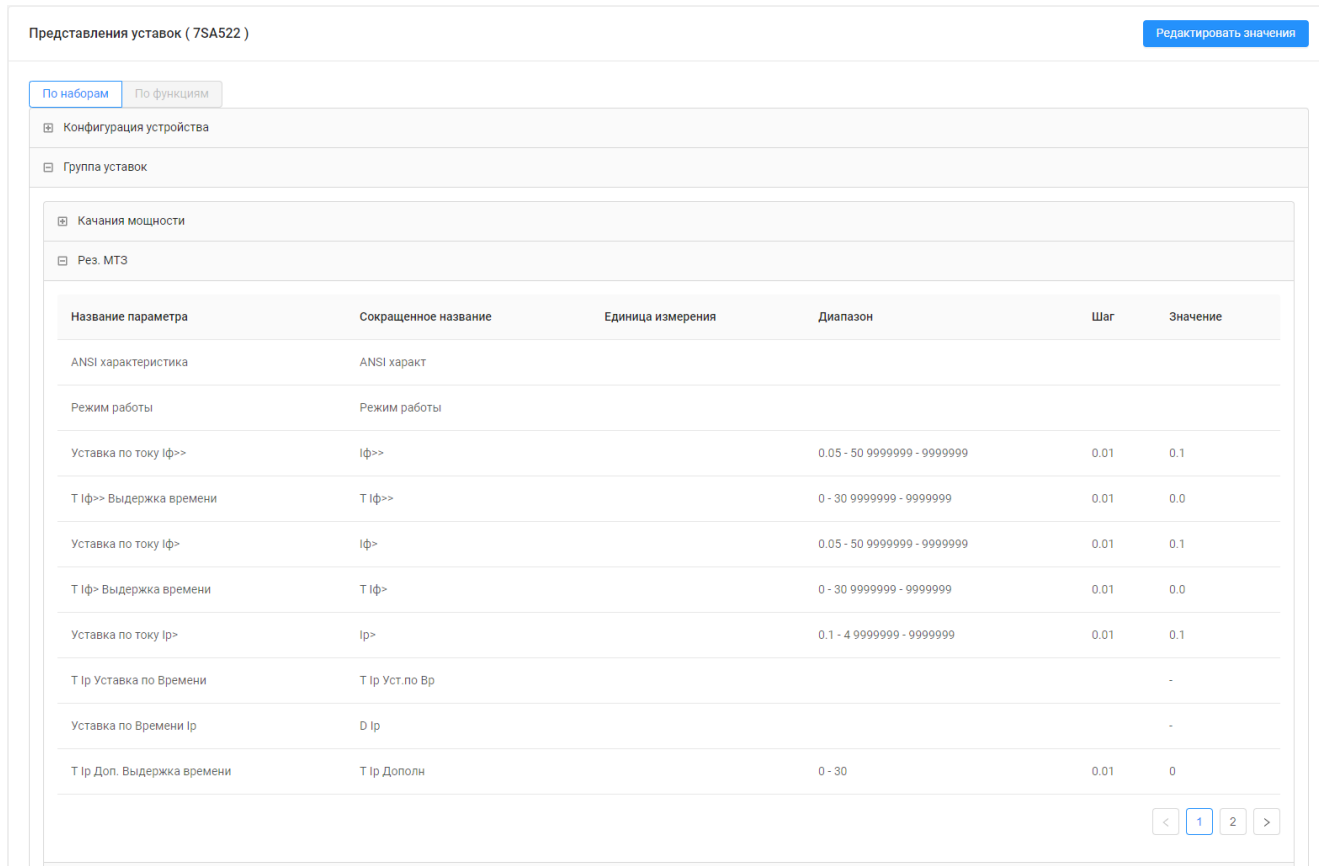 Представления уставок ( 7SA522 )
Редактировать значения
По наборам По функциям
Конфигурация устройства
Группа уставок
Качания мощности
Рез. МТЗ
Название параметра Сокращенное название Единица измерения Диапазон Шаг Значение
ANSI характеристика ANSI характ
Режим работы Режим работы
Уставка по току Iф>> Iф>> 0.05 - 50 9999999 - 9999999 0.01 0.1
T Iф>> Выдержка времени T Iф>> 0 - 30 9999999 - 9999999 0.01 0.0
Уставка по току Iф> Iф> 0.05 - 50 9999999 - 9999999 0.01 0.1
T Iф> Выдержка времени T Iф> 0 - 30 9999999 - 9999999 0.01 0.0
Уставка по току Ip> Ip> 0.1 - 4 9999999 - 9999999 0.01 0.1
T Ip Уставка по Времени T Ip Уст.по Вр -
Уставка по Времени Ip D Ip -
T Ip Доп. Выдержка времени T Ip Дополн 0 - 30 0.01 0
< 1 2 >